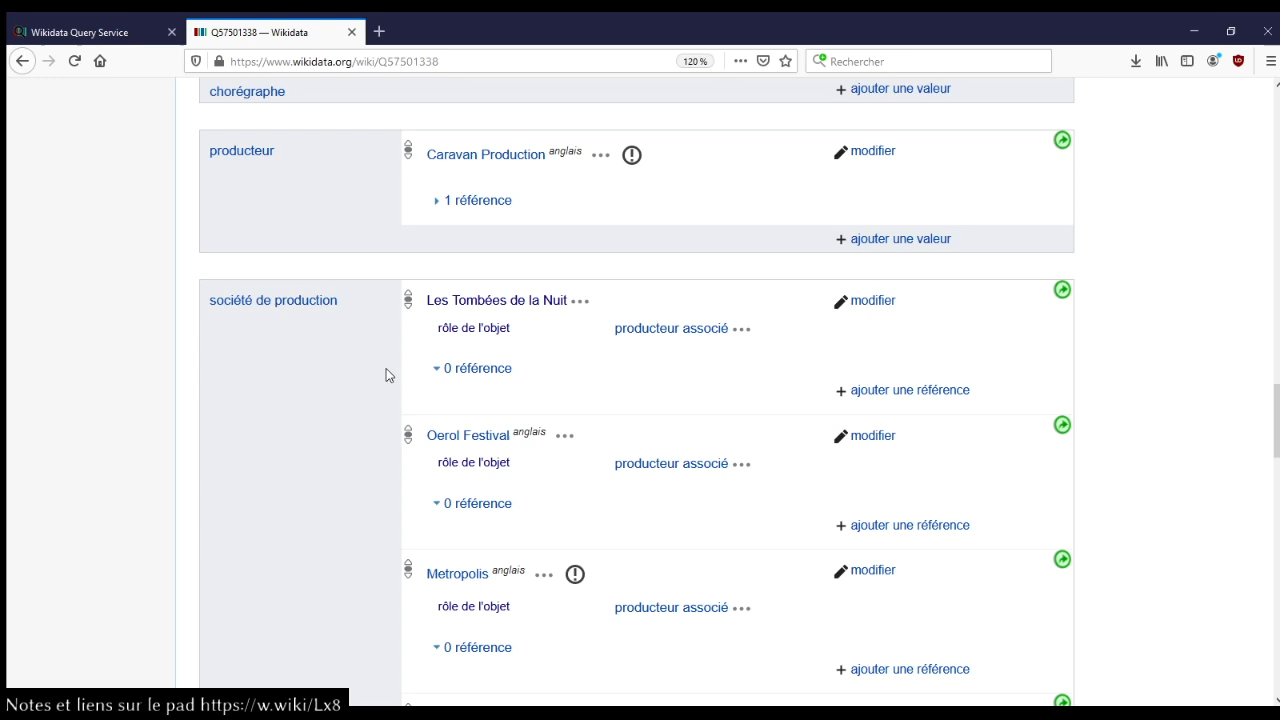 Wikidata Query Service
Q57501338 — Wikidata
https://www.wikidata.org/wiki/Q57501338
120 %
Rechercher
chorégraphe
+ ajouter une valeur
producteur
Caravan Production anglais
modifier
1 référence
+ ajouter une valeur
société de production
Les Tombées de la Nuit
modifier
rôle de l'objet
producteur associé
0 référence
+ ajouter une référence
Oerol Festival anglais
modifier
rôle de l'objet
producteur associé
0 référence
+ ajouter une référence
Metropolis anglais
modifier
rôle de l'objet
producteur associé
0 référence
+ ajouter une référence
Notes et liens sur le pad https://w.wiki/Lx8